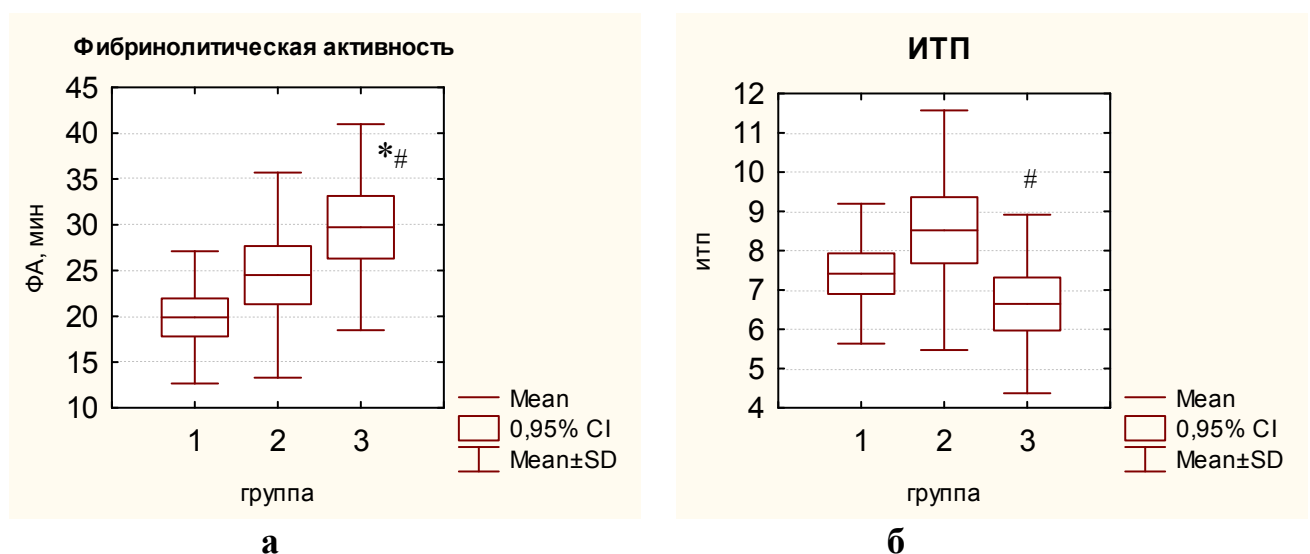 Фибринолитическая активность
45
40
35
30
25
20
15
10
ФА, мин
*#
1 2 3
группа
Mean
0,95% CI
Mean±SD
а
ИТП
12
11
10
9
8
7
6
5
4
итп
#
1 2 3
группа
Mean
0,95% CI
Mean±SD
б